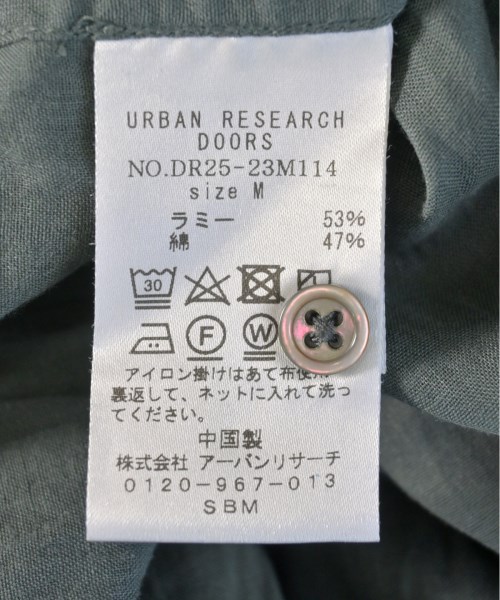 URBAN RESEARCH
DOORS
NO.DR25-23M114
size M
ラミー 53%
綿 47%
30
F
W
アイロン掛けはあて布使用
裏返して、ネットに入れて洗っ
てください。
中国製
株式会社 アーバンリサーチ
0120-967-013
SBM